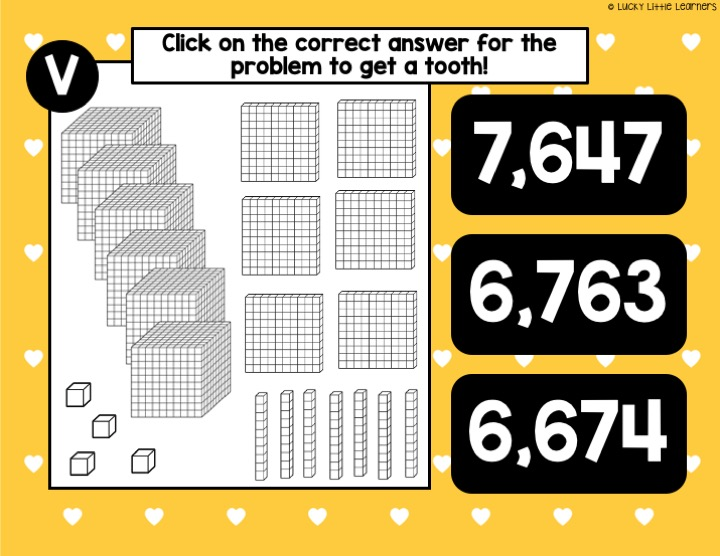 © Lucky Little Learners
Click on the correct answer for the
problem to get a tooth!
V
7,647
6,763
6,674